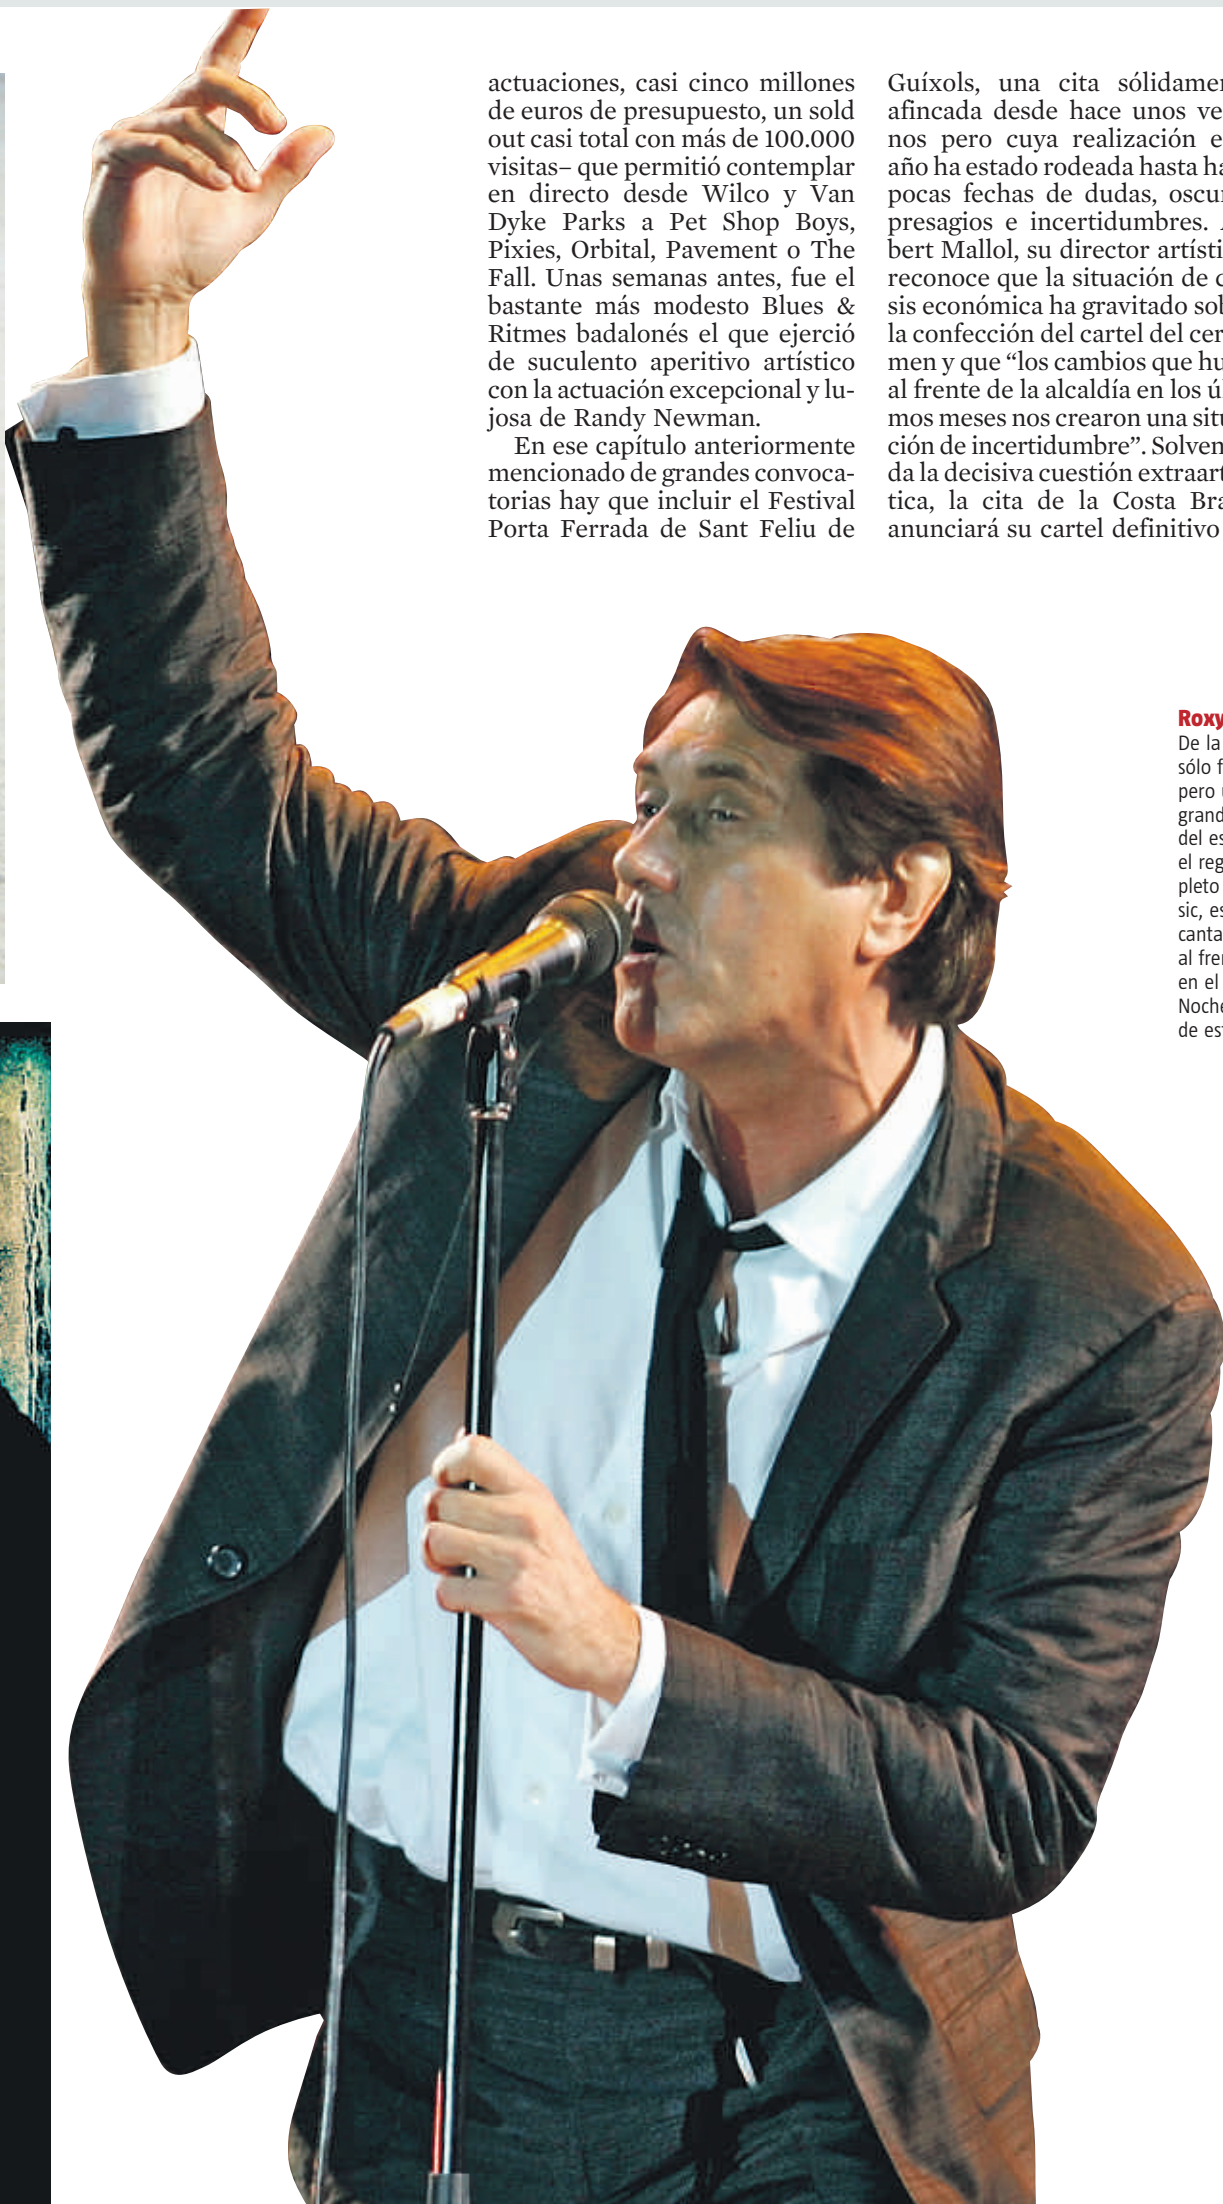 actuaciones, casi cinco millones
de euros de presupuesto, un sold
out casi total con más de 100.000
visitas– que permitió contemplar
en directo desde Wilco y Van
Dyke Parks a Pet Shop Boys,
Pixies, Orbital, Pavement o The
Fall. Unas semanas antes, fue el
bastante más modesto Blues &
Ritmes badalonés el que ejerció
de suculento aperitivo artístico
con la actuación excepcional y lu-
josa de Randy Newman.
En ese capítulo anteriormente
mencionado de grandes convoca-
torias hay que incluir el Festival
Porta Ferrada de Sant Feliu de
Guíxols, una cita sólidamen
afincada desde hace unos ve
nos pero cuya realización e
año ha estado rodeada hasta ha
pocas fechas de dudas, oscur
presagios e incertidumbres.
bert Mallol, su director artísti
reconoce que la situación de c
sis económica ha gravitado sob
la confección del cartel del cer
men y que “los cambios que hu
al frente de la alcaldía en los úl
mos meses nos crearon una situ
ción de incertidumbre”. Solven
da la decisiva cuestión extraart
tica, la cita de la Costa Bra
anunciará su cartel definitivo
Roxy
De la
sólo f
pero
grand
del es
el reg
pleto
sic, es
canta
al fren
en el
Noche
de est